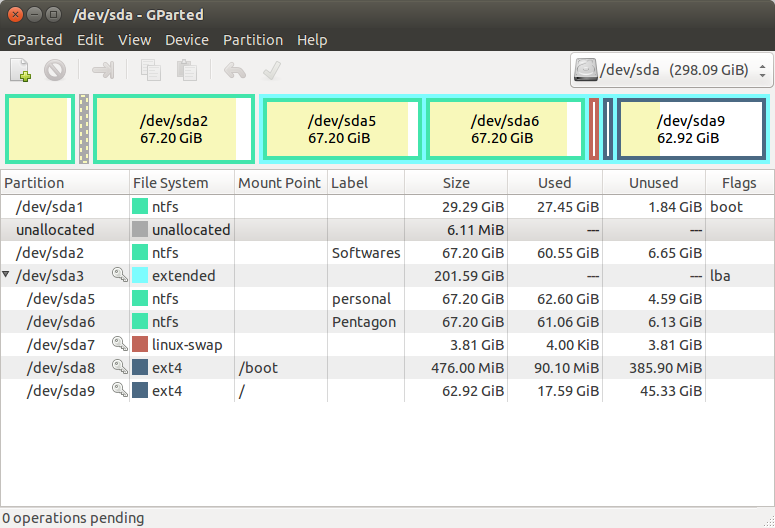 /dev/sda - GParted
GParted Edit View Device Partition Help
/dev/sda (298.09 GiB)
/dev/sda2 /dev/sda5 /dev/sda6 /dev/sda9
67.20 GiB 67.20 GiB 67.20 GiB 62.92 GiB
Partition File System Mount Point Label Size Used Unused Flags
/dev/sda1 ntfs 29.29 GiB 27.45 GiB 1.84 GiB boot
unallocated unallocated 6.11 MiB --- ---
/dev/sda2 ntfs Softwares 67.20 GiB 60.55 GiB 6.65 GiB
/dev/sda3 extended 201.59 GiB --- --- lba
/dev/sda5 ntfs personal 67.20 GiB 62.60 GiB 4.59 GiB
/dev/sda6 ntfs Pentagon 67.20 GiB 61.06 GiB 6.13 GiB
/dev/sda7 linux-swap 3.81 GiB 4.00 KiB 3.81 GiB
/dev/sda8 ext4 /boot 476.00 MiB 90.10 MiB 385.90 MiB
/dev/sda9 ext4 / 62.92 GiB 17.59 GiB 45.33 GiB
0 operations pending